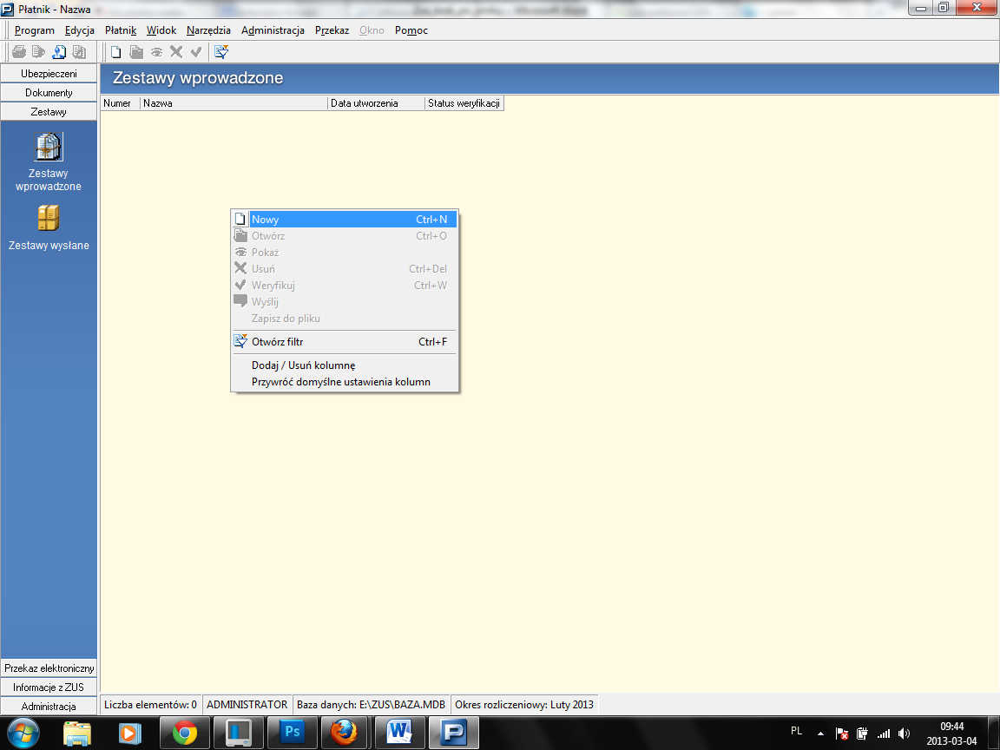 Płatnik - Nazwa
Program Edycja Płatnik Widok Narzędzia Administracja Przekaz Okno Pomoc
Ubezpieczeni
Dokumenty
Zestawy
Zestawy
wprowadzone
Zestawy wysłane
Przekaz elektroniczny
Informacje z ZUS
Administracja
Zestawy wprowadzone
Numer Nazwa Data utworzenia Status weryfikacji
Nowy Ctrl+N
Otwórz Ctrl+O
Pokaż
Usuń Ctrl+Del
Weryfikuj Ctrl+W
Wyślij
Zapisz do pliku
Otwórz filtr Ctrl+F
Dodaj / Usuń kolumnę
Przywróć domyślne ustawienia kolumn
Liczba elementów: 0 ADMINISTRATOR Baza danych: E:\ZUS\BAZA.MDB Okres rozliczeniowy: Luty 2013
Ps W P PL 09:44
2013-03-04